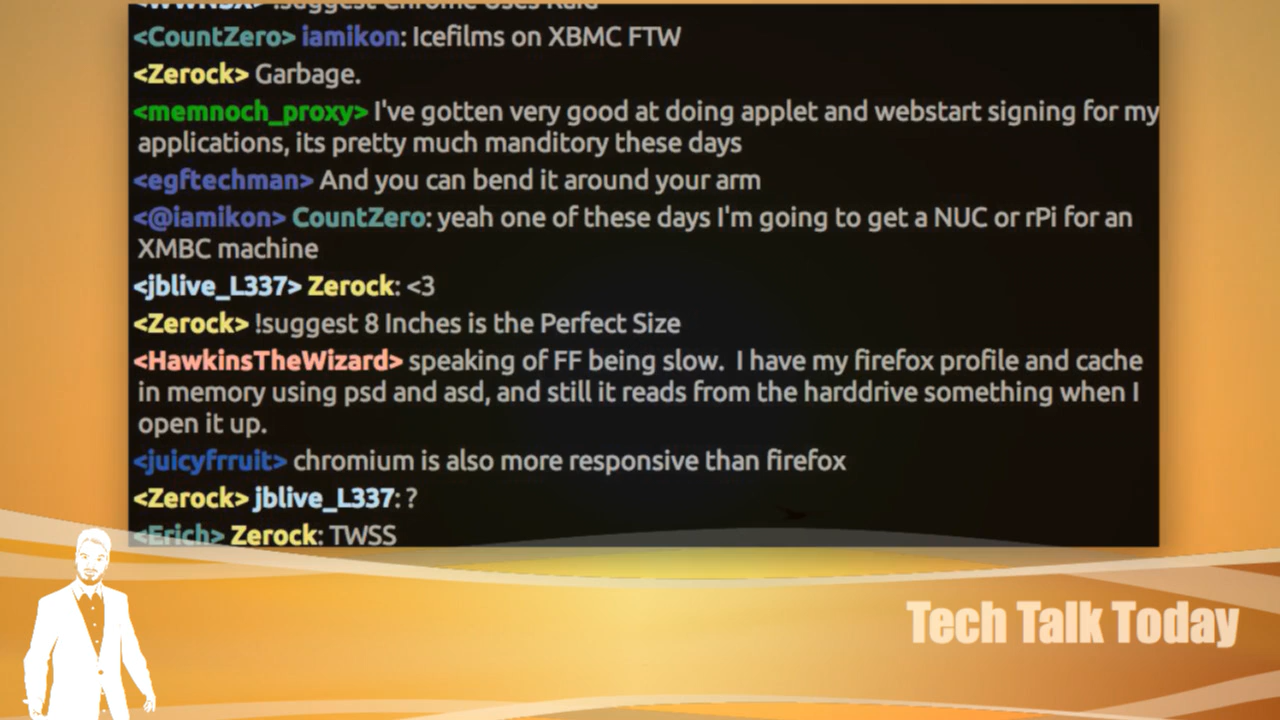 <CountZero> iamikon: Icefilms on XBMC FTW
<Zerock> Garbage.
<memnoch_proxy> I've gotten very good at doing applet and webstart signing for my
applications, its pretty much manditory these days
<egftechman> And you can bend it around your arm
<@iamikon> CountZero: yeah one of these days I'm going to get a NUC or rPi for an
XMBC machine
<jblive_L337> Zerock: <3
<Zerock> !suggest 8 Inches is the Perfect Size
<HawkinsTheWizard> speaking of FF being slow.  I have my firefox profile and cache
in memory using psd and asd, and still it reads from the harddrive something when I
open it up.
<juicyfrruit> chromium is also more responsive than firefox
<Zerock> jblive_L337: ?
<Erich> Zerock: TWSS
Tech Talk Today